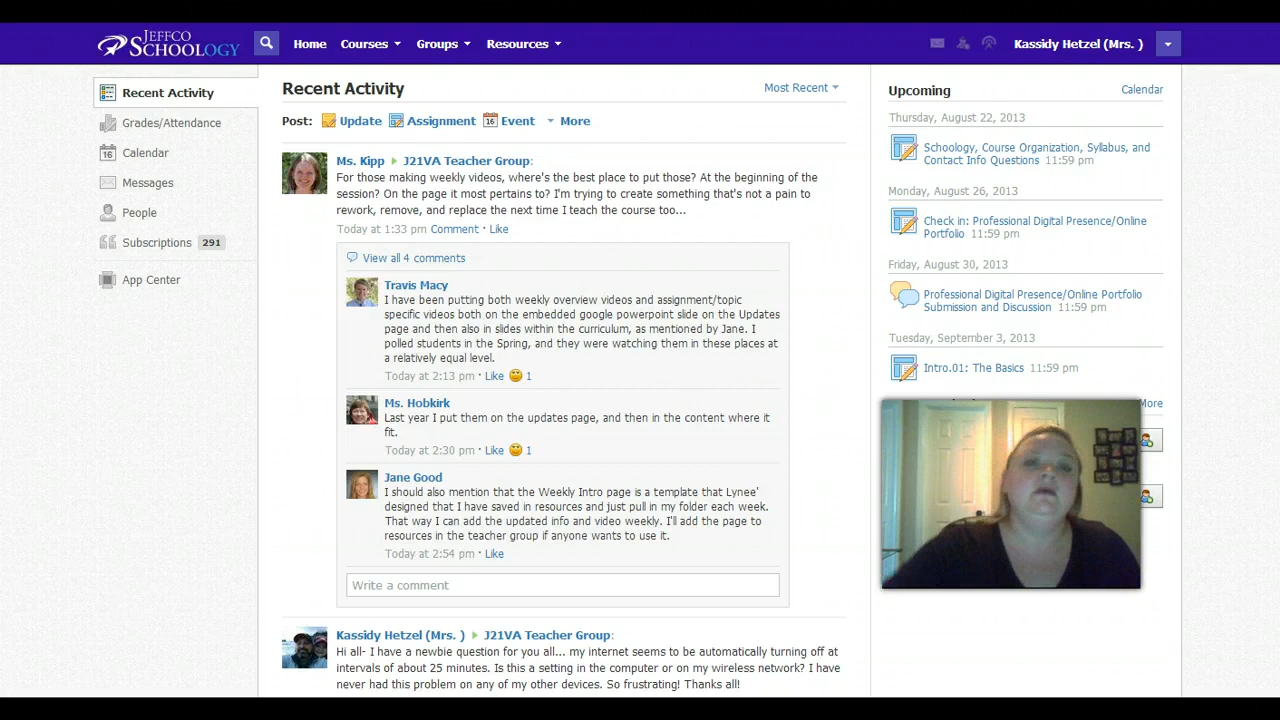 JEFFCO
SCHOOLOGY
Home Courses Groups Resources
Kassidy Hetzel (Mrs. )
Recent Activity
Grades/Attendance
16 Calendar
Messages
People
Subscriptions 291
App Center
Recent Activity
Most Recent
Post: Update Assignment 16 Event More
Ms. Kipp J21VA Teacher Group:
For those making weekly videos, where's the best place to put those? At the beginning of the
session? On the page it most pertains to? I'm trying to create something that's not a pain to
rework, remove, and replace the next time I teach the course too...
Today at 1:33 pm Comment · Like
View all 4 comments
Travis Macy
I have been putting both weekly overview videos and assignment/topic
specific videos both on the embedded google powerpoint slide on the Updates
page and then also in slides within the curriculum, as mentioned by Jane. I
polled students in the Spring, and they were watching them in these places at
a relatively equal level.
Today at 2:13 pm · Like 1
Ms. Hobkirk
Last year I put them on the updates page, and then in the content where it
fit.
Today at 2:30 pm · Like 1
Jane Good
I should also mention that the Weekly Intro page is a template that Lynee'
designed that I have saved in resources and just pull in my folder each week.
That way I can add the updated info and video weekly. I'll add the page to
resources in the teacher group if anyone wants to use it.
Today at 2:54 pm · Like
Write a comment
Kassidy Hetzel (Mrs. ) J21VA Teacher Group:
Hi all- I have a newbie question for you all... my internet seems to be automatically turning off at
intervals of about 25 minutes. Is this a setting in the computer or on my wireless network? I have
never had this problem on any of my other devices. So frustrating! Thanks all!
Upcoming
Calendar
Thursday, August 22, 2013
Schoology, Course Organization, Syllabus, and
Contact Info Questions 11:59 pm
Monday, August 26, 2013
Check in: Professional Digital Presence/Online
Portfolio 11:59 pm
Friday, August 30, 2013
Professional Digital Presence/Online Portfolio
Submission and Discussion 11:59 pm
Tuesday, September 3, 2013
Intro.01: The Basics 11:59 pm
More